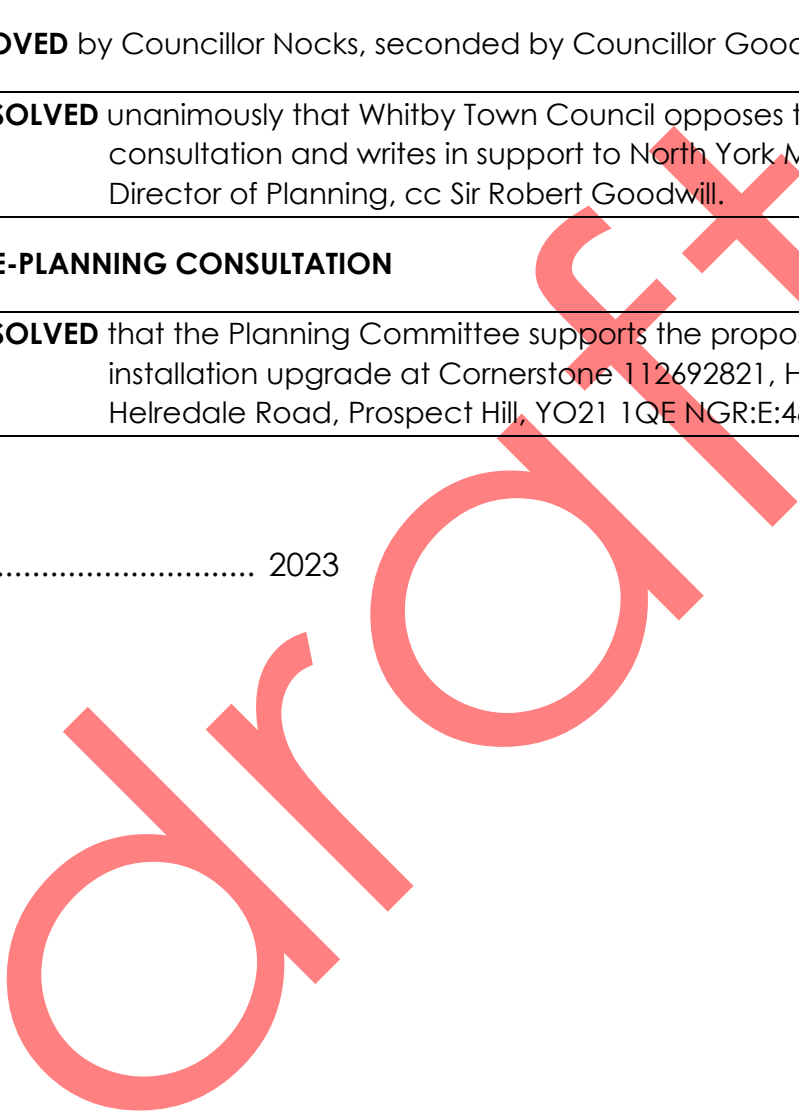 OVED by Councillor Nocks, seconded by Councillor Good
SOLVED unanimously that Whitby Town Council opposes t
consultation and writes in support to North York M
Director of Planning, cc Sir Robert Goodwill.
E-PLANNING CONSULTATION
SOLVED that the Planning Committee supports the propos
installation upgrade at Cornerstone 112692821, H
Helredale Road, Prospect Hill, YO21 1QE NGR:E:48
............................ 2023
draft